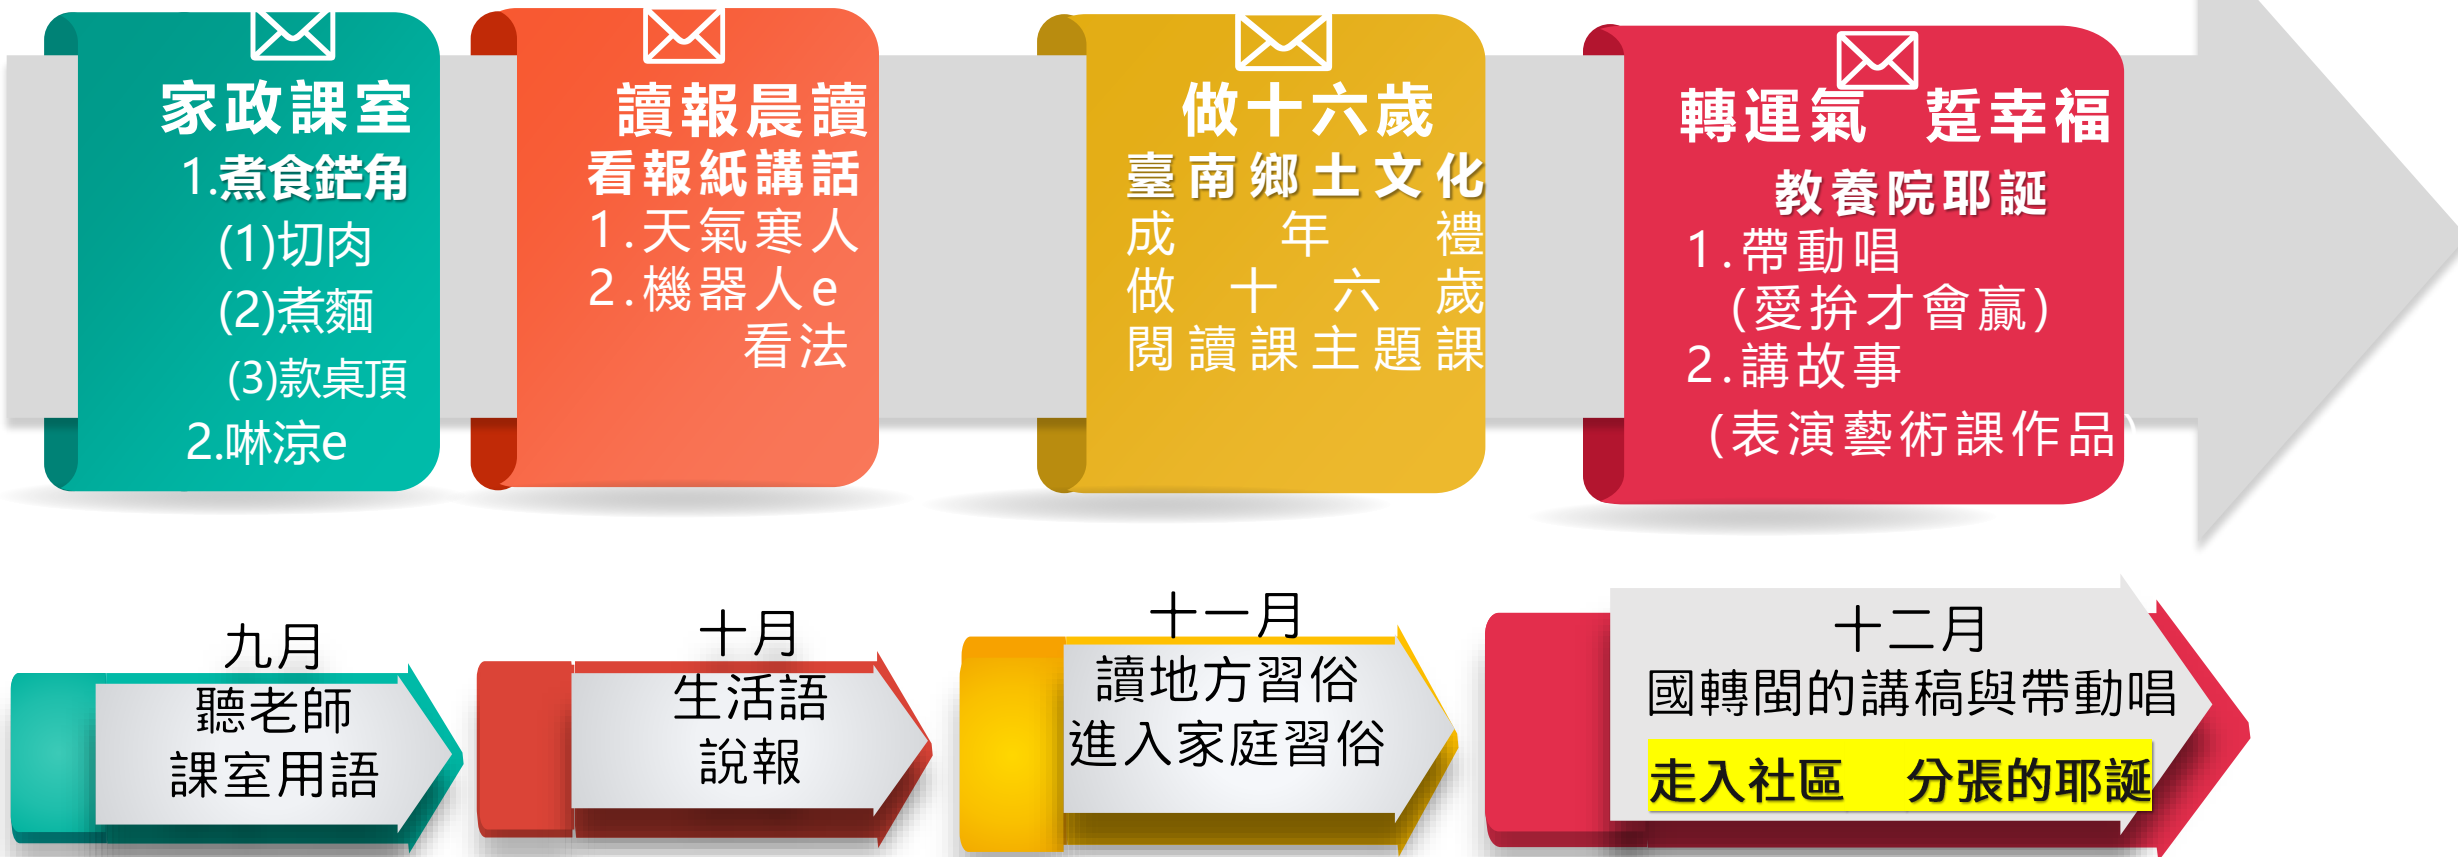 家政課室
1.煮食鋩角
(1)切肉
(2)煮麵
(3)款桌頂
2.啉涼e
讀報晨讀
看報紙講話
1.天氣寒人
2.機器人e
看法
做十六歲
臺南鄉土文化
成年禮
做十六歲
閱讀課主題課
轉運氣 踅幸福
教養院耶誕
1.帶動唱
(愛拚才會贏)
2.講故事
(表演藝術課作品)
九月
聽老師
課室用語
十月
生活語
說報
十一月
讀地方習俗
進入家庭習俗
十二月
國轉閩的講稿與帶動唱
走入社區 分張的耶誕